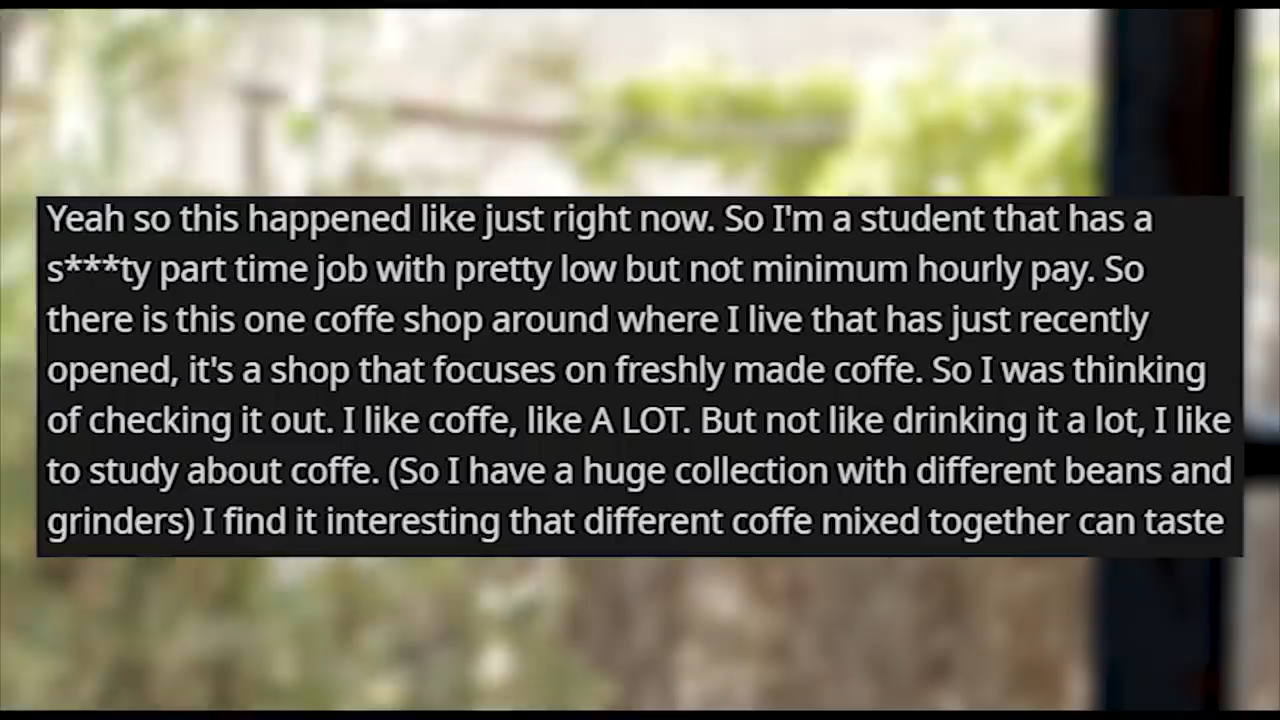 Yeah so this happened like just right now. So I'm a student that has a
s***ty part time job with pretty low but not minimum hourly pay. So
there is this one coffe shop around where I live that has just recently
opened, it's a shop that focuses on freshly made coffe. So I was thinking
of checking it out. I like coffe, like A LOT. But not like drinking it a lot, I like
to study about coffe. (So I have a huge collection with different beans and
grinders) I find it interesting that different coffe mixed together can taste